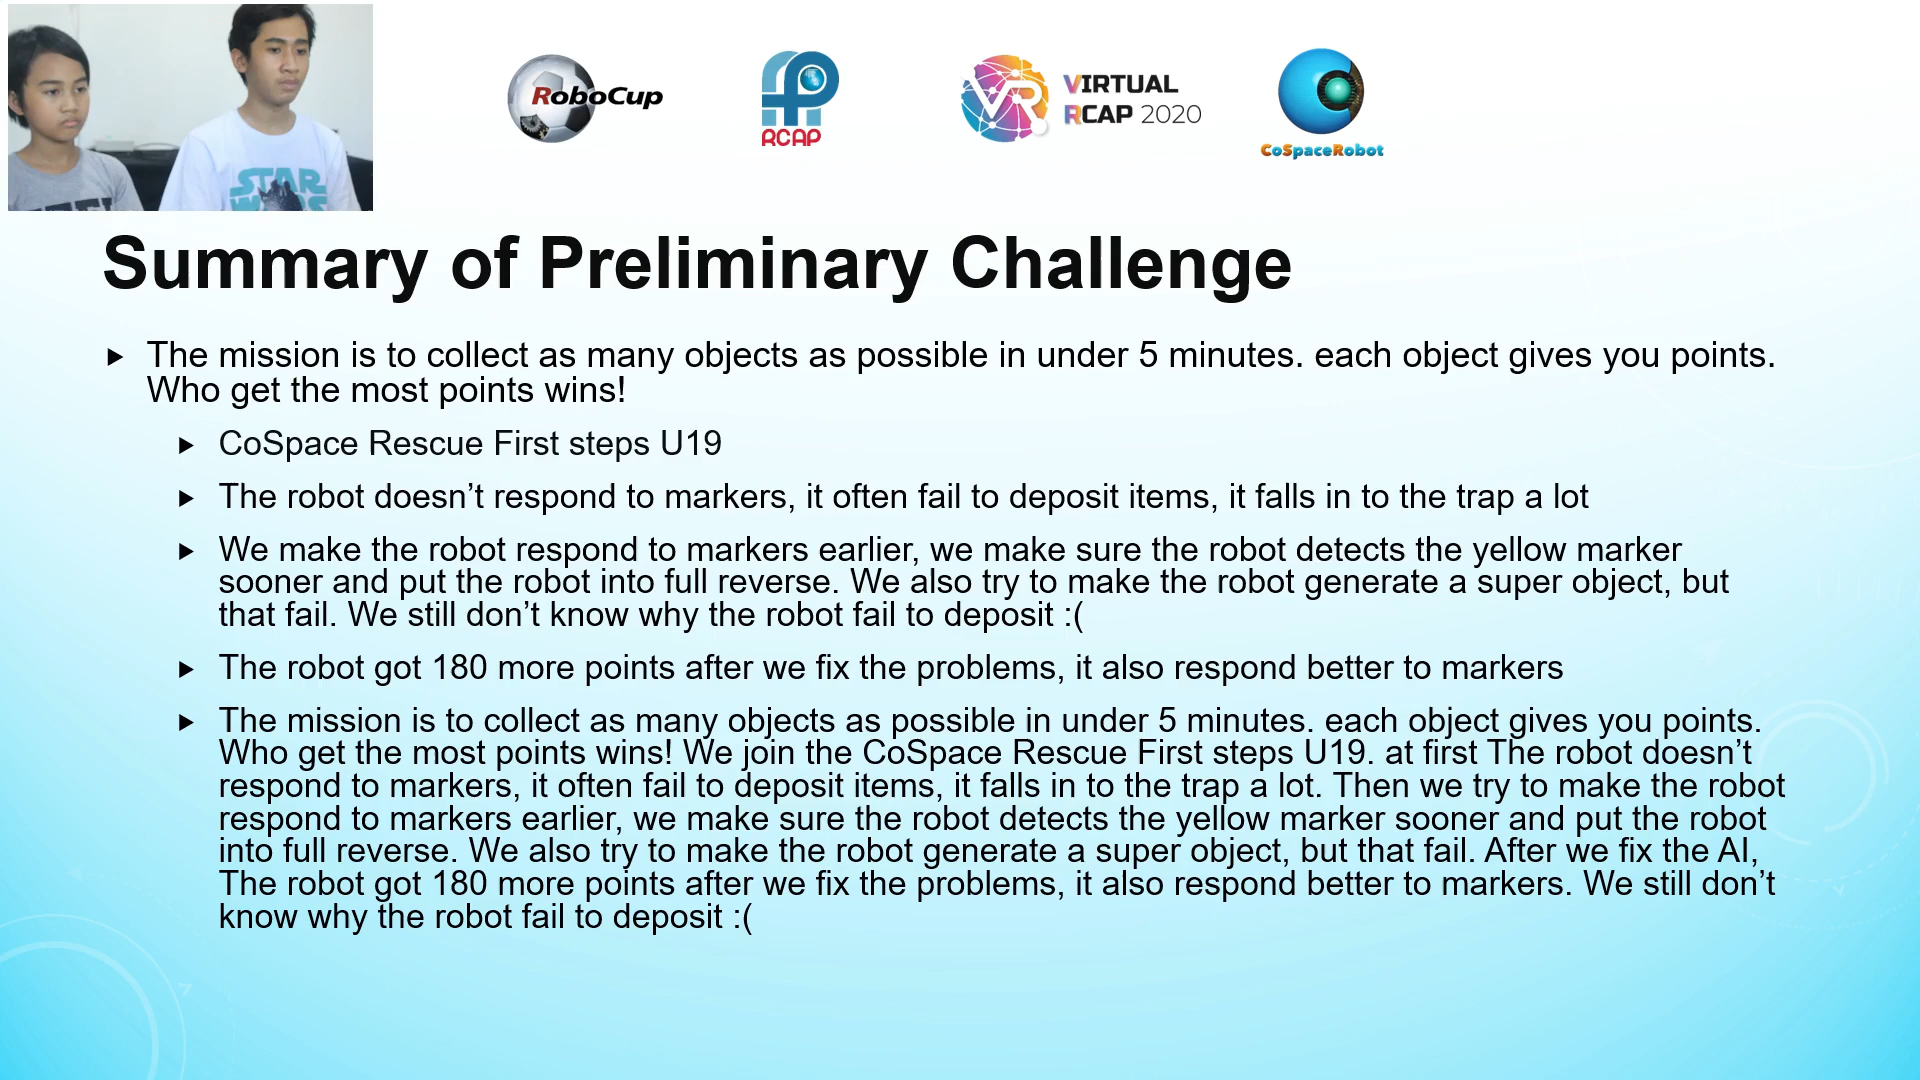 STAR
WARS
RoboCup
RCAP
VR
VIRTUAL
RCAP 2020
CoSpaceRobot
Summary of Preliminary Challenge
The mission is to collect as many objects as possible in under 5 minutes. each object gives you points.
Who get the most points wins!
CoSpace Rescue First steps U19
The robot doesn’t respond to markers, it often fail to deposit items, it falls in to the trap a lot
We make the robot respond to markers earlier, we make sure the robot detects the yellow marker
sooner and put the robot into full reverse. We also try to make the robot generate a super object, but
that fail. We still don’t know why the robot fail to deposit :(
The robot got 180 more points after we fix the problems, it also respond better to markers
The mission is to collect as many objects as possible in under 5 minutes. each object gives you points.
Who get the most points wins! We join the CoSpace Rescue First steps U19. at first The robot doesn’t
respond to markers, it often fail to deposit items, it falls in to the trap a lot. Then we try to make the robot
respond to markers earlier, we make sure the robot detects the yellow marker sooner and put the robot
into full reverse. We also try to make the robot generate a super object, but that fail. After we fix the AI,
The robot got 180 more points after we fix the problems, it also respond better to markers. We still don’t
know why the robot fail to deposit :(